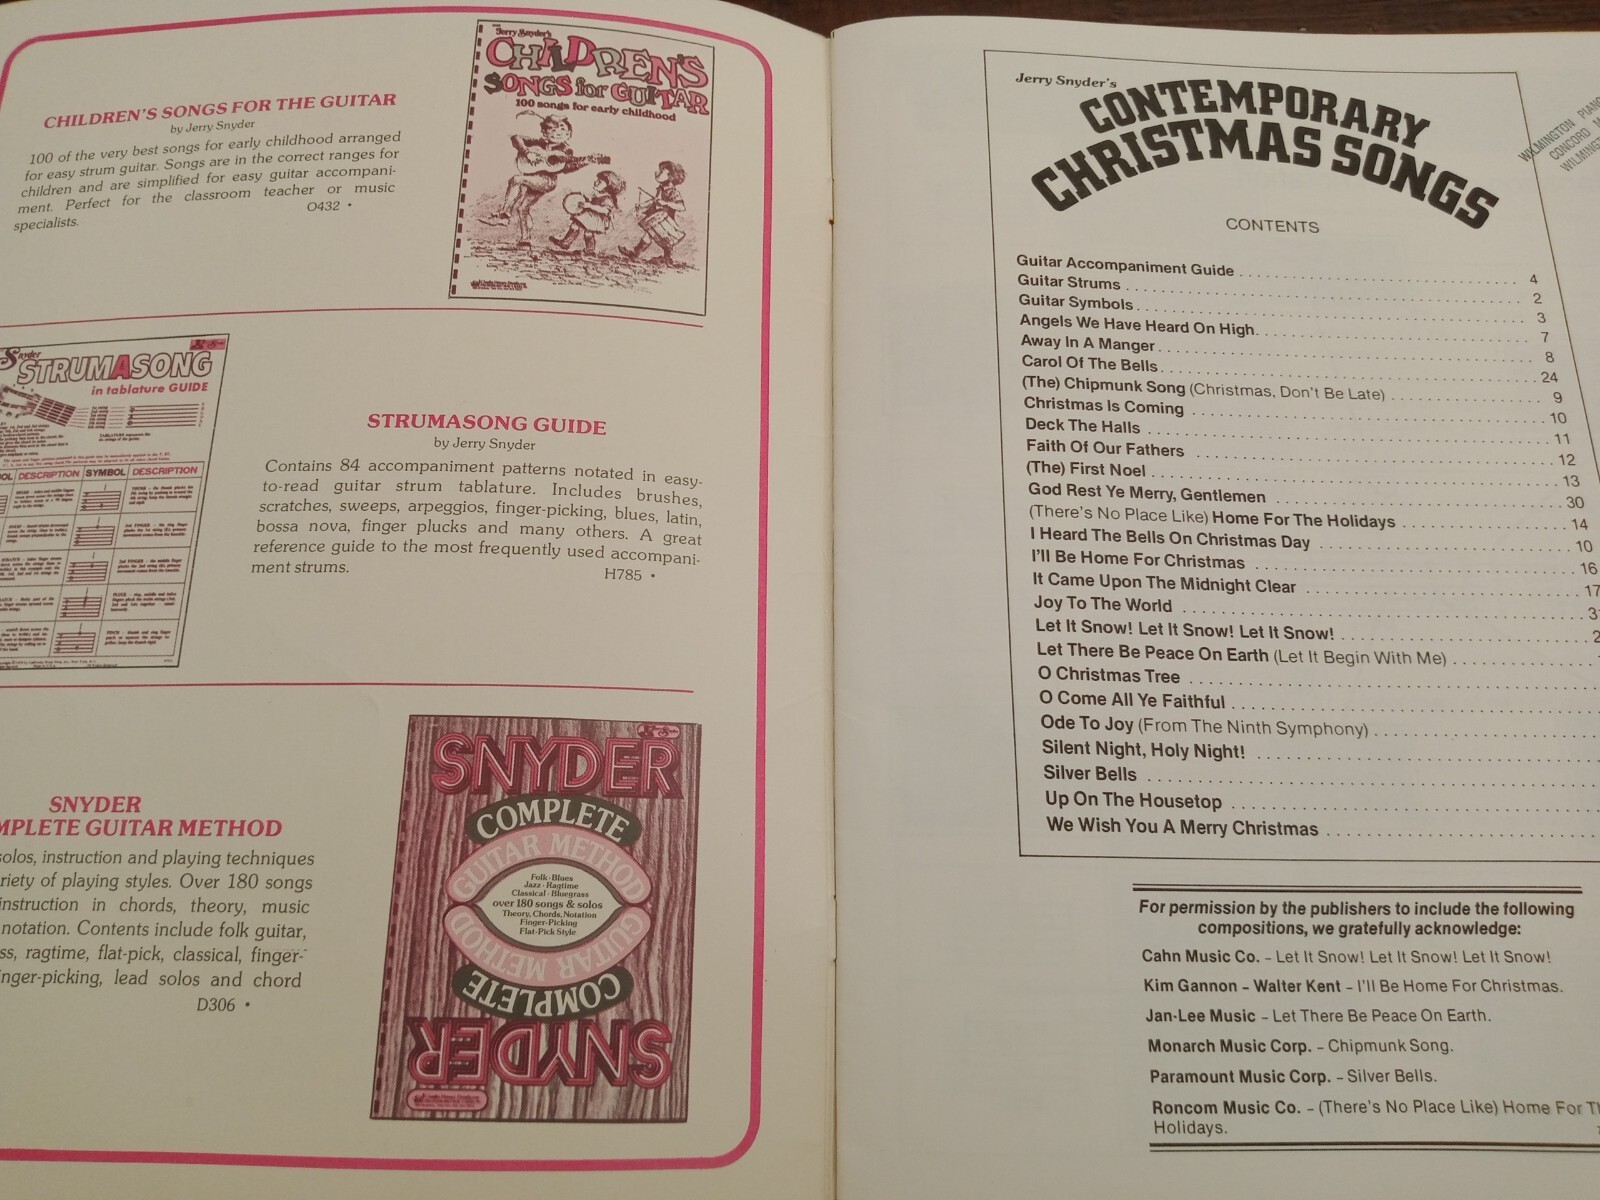 CHILDREN'S SONGS FOR THE GUITAR
by Jerry Snyder
100 of the very best songs for early childhood arranged
for easy strum guitar. Songs are in the correct ranges for
children and are simplified for easy guitar accompani-
ment. Perfect for the classroom teacher or music
specialists.
O432 •
Jerry Snyder's
CHILDREN'S
SONGS for GUITAR
100 songs for early childhood
Snyder
STRUMASONG
in tablature GUIDE
DESCRIPTION SYMBOL DESCRIPTION
STRUMASONG GUIDE
by Jerry Snyder
Contains 84 accompaniment patterns notated in easy-
to-read guitar strum tablature. Includes brushes,
scratches, sweeps, arpeggios, finger-picking, blues, latin,
bossa nova, finger plucks and many others. A great
reference guide to the most frequently used accompani-
ment strums.
H785 •
SNYDER
MPLETE GUITAR METHOD
solos, instruction and playing techniques
riety of playing styles. Over 180 songs
instruction in chords, theory, music
notation. Contents include folk guitar,
ss, ragtime, flat-pick, classical, finger-
nger-picking, lead solos and chord
D306 •
SNYDER
COMPLETE
GUITAR METHOD
Folk · Blues
Jazz · Ragtime
Classical · Bluegrass
over 180 songs & solos
Theory, Chords, Notation
Finger-Picking
Flat-Pick Style
GUITAR METHOD
COMPLETE
SNYDER
Jerry Snyder's
CONTEMPORARY
CHRISTMAS SONGS
WILMINGTON PIANO
CONCORD M
WILMING
CONTENTS
Guitar Accompaniment Guide 4
Guitar Strums 2
Guitar Symbols 3
Angels We Have Heard On High 7
Away In A Manger 8
Carol Of The Bells 24
(The) Chipmunk Song (Christmas, Don't Be Late) 9
Christmas Is Coming 10
Deck The Halls 11
Faith Of Our Fathers 12
(The) First Noel 13
God Rest Ye Merry, Gentlemen 30
(There's No Place Like) Home For The Holidays 14
I Heard The Bells On Christmas Day 10
I'll Be Home For Christmas 16
It Came Upon The Midnight Clear 17
Joy To The World 3
Let It Snow! Let It Snow! Let It Snow! 2
Let There Be Peace On Earth (Let It Begin With Me)
O Christmas Tree
O Come All Ye Faithful
Ode To Joy (From The Ninth Symphony)
Silent Night, Holy Night!
Silver Bells
Up On The Housetop
We Wish You A Merry Christmas
For permission by the publishers to include the following
compositions, we gratefully acknowledge:
Cahn Music Co. – Let It Snow! Let It Snow! Let It Snow!
Kim Gannon – Walter Kent – I'll Be Home For Christmas.
Jan-Lee Music – Let There Be Peace On Earth.
Monarch Music Corp. – Chipmunk Song.
Paramount Music Corp. – Silver Bells.
Roncom Music Co. – (There's No Place Like) Home For Th
Holidays.